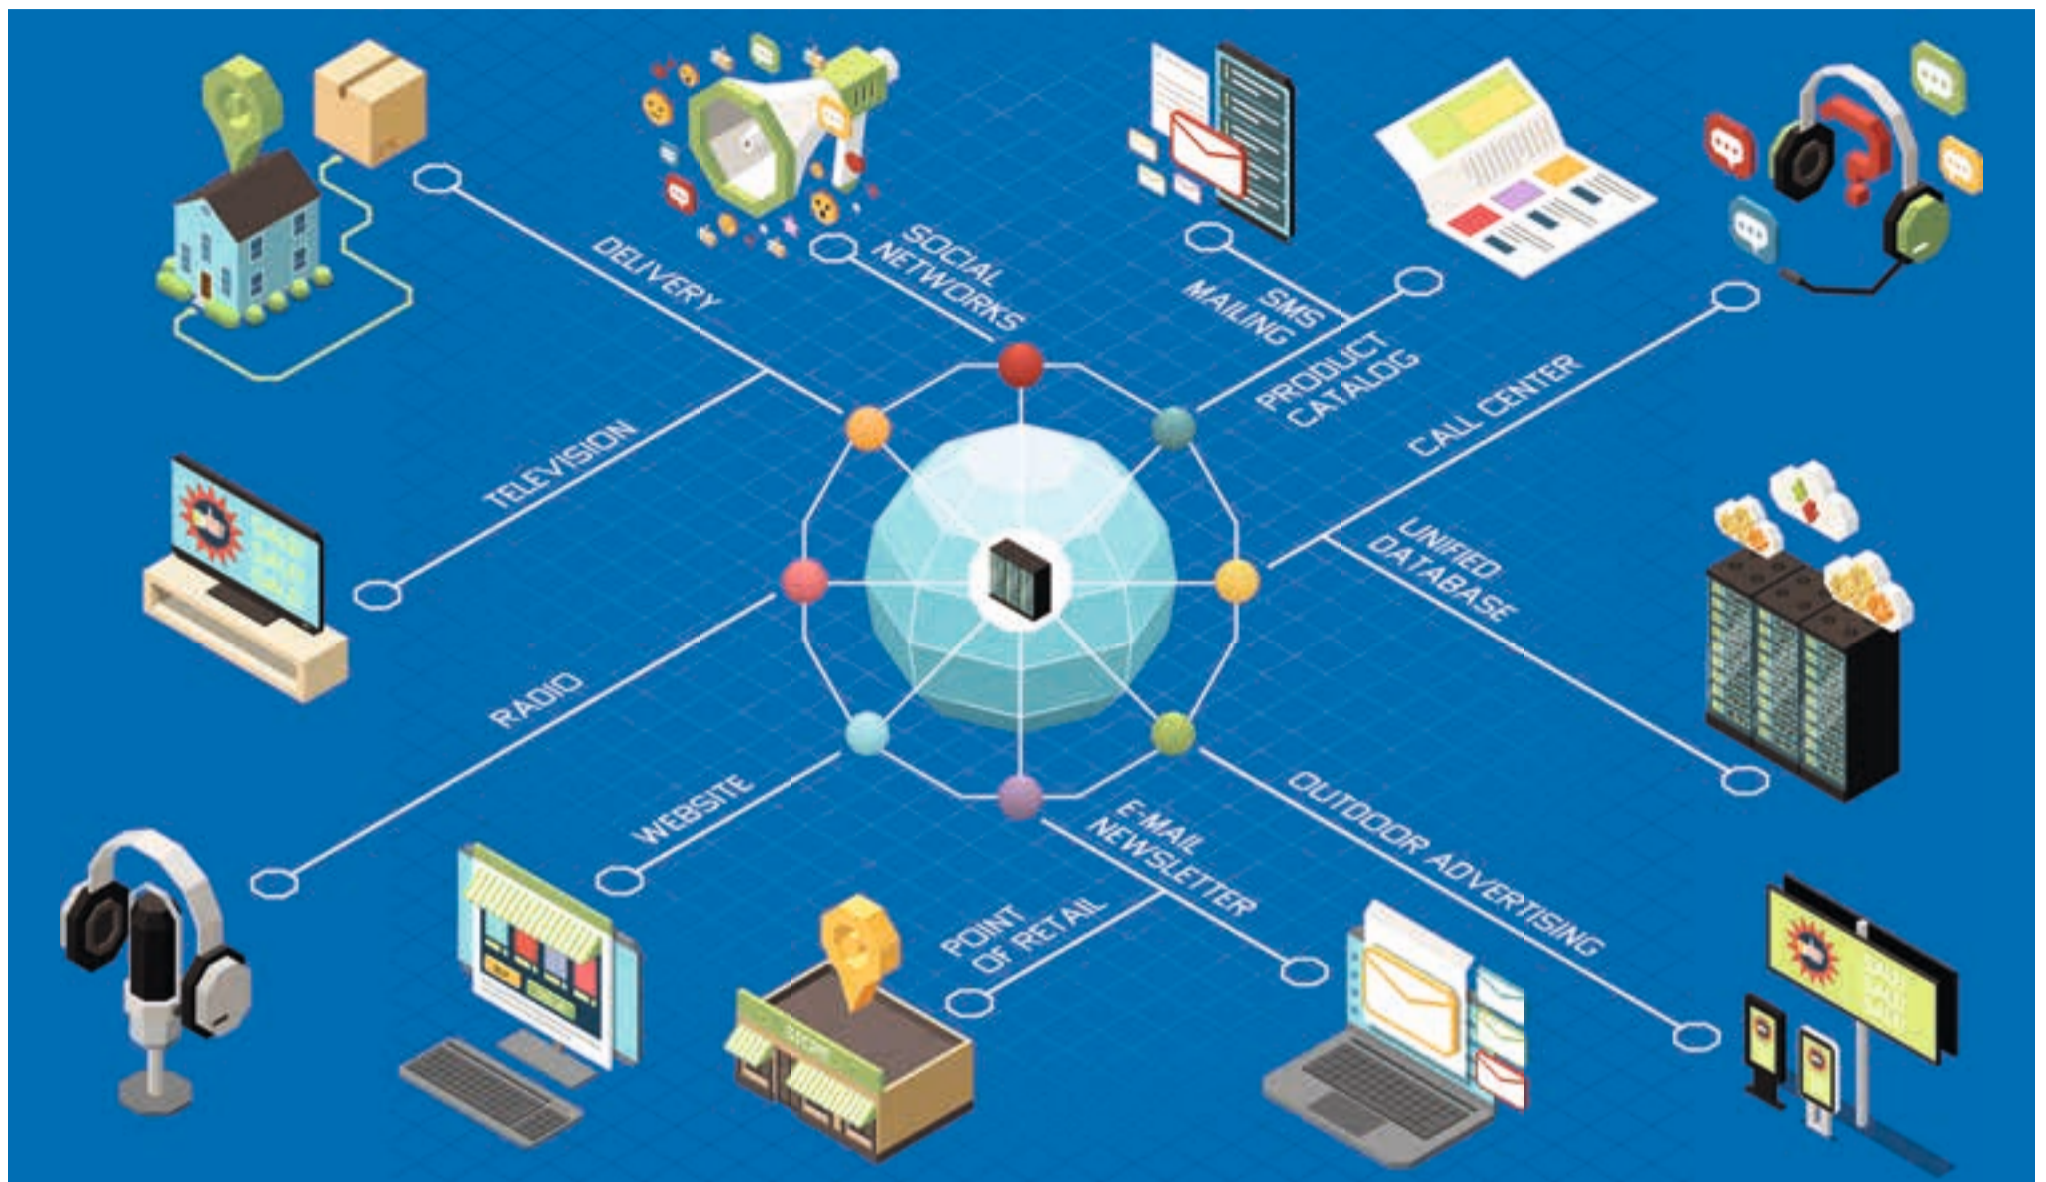 SOCIAL
NETWORKS
DELIVERY
SMS
MAILING
PRODUCT
CATALOG
CALL CENTER
TELEVISION
UNIFIED
DATABASE
RADIO
WEBSITE
E-MAIL
NEWSLETTER
OUTDOOR ADVERTISING
POINT
OF RETAIL